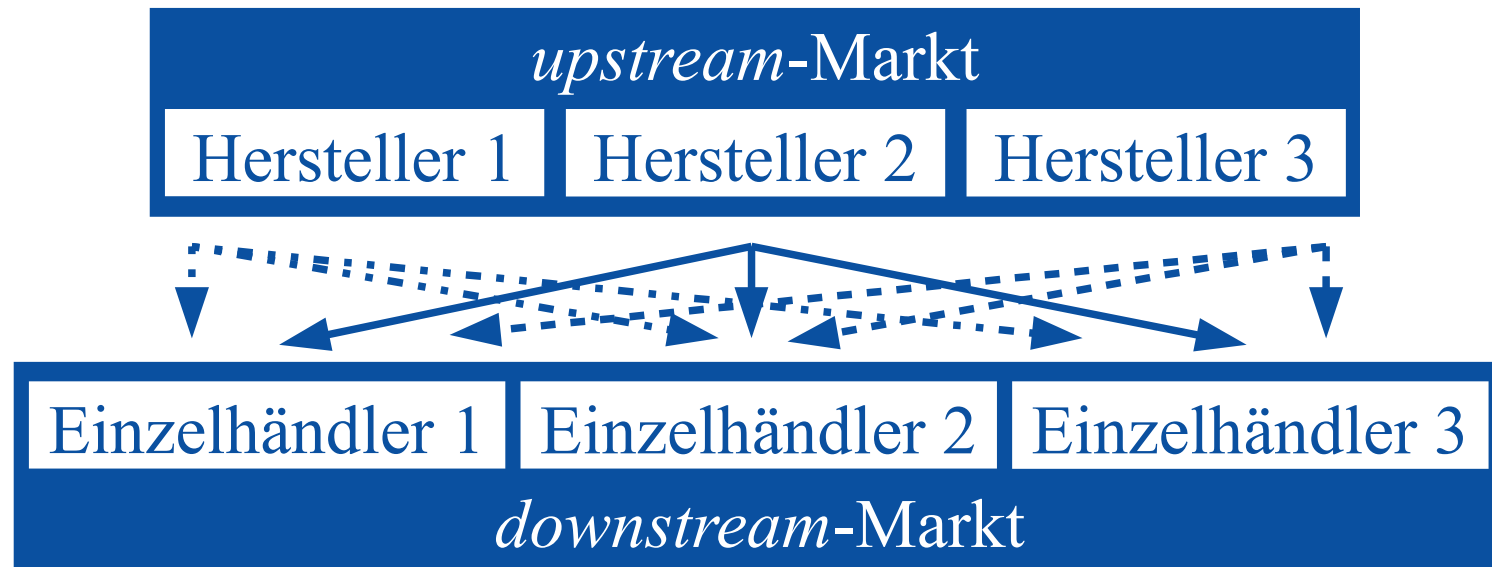 upstream-Markt
Hersteller 1 Hersteller 2 Hersteller 3
Einzelhändler 1 Einzelhändler 2 Einzelhändler 3
downstream-Markt